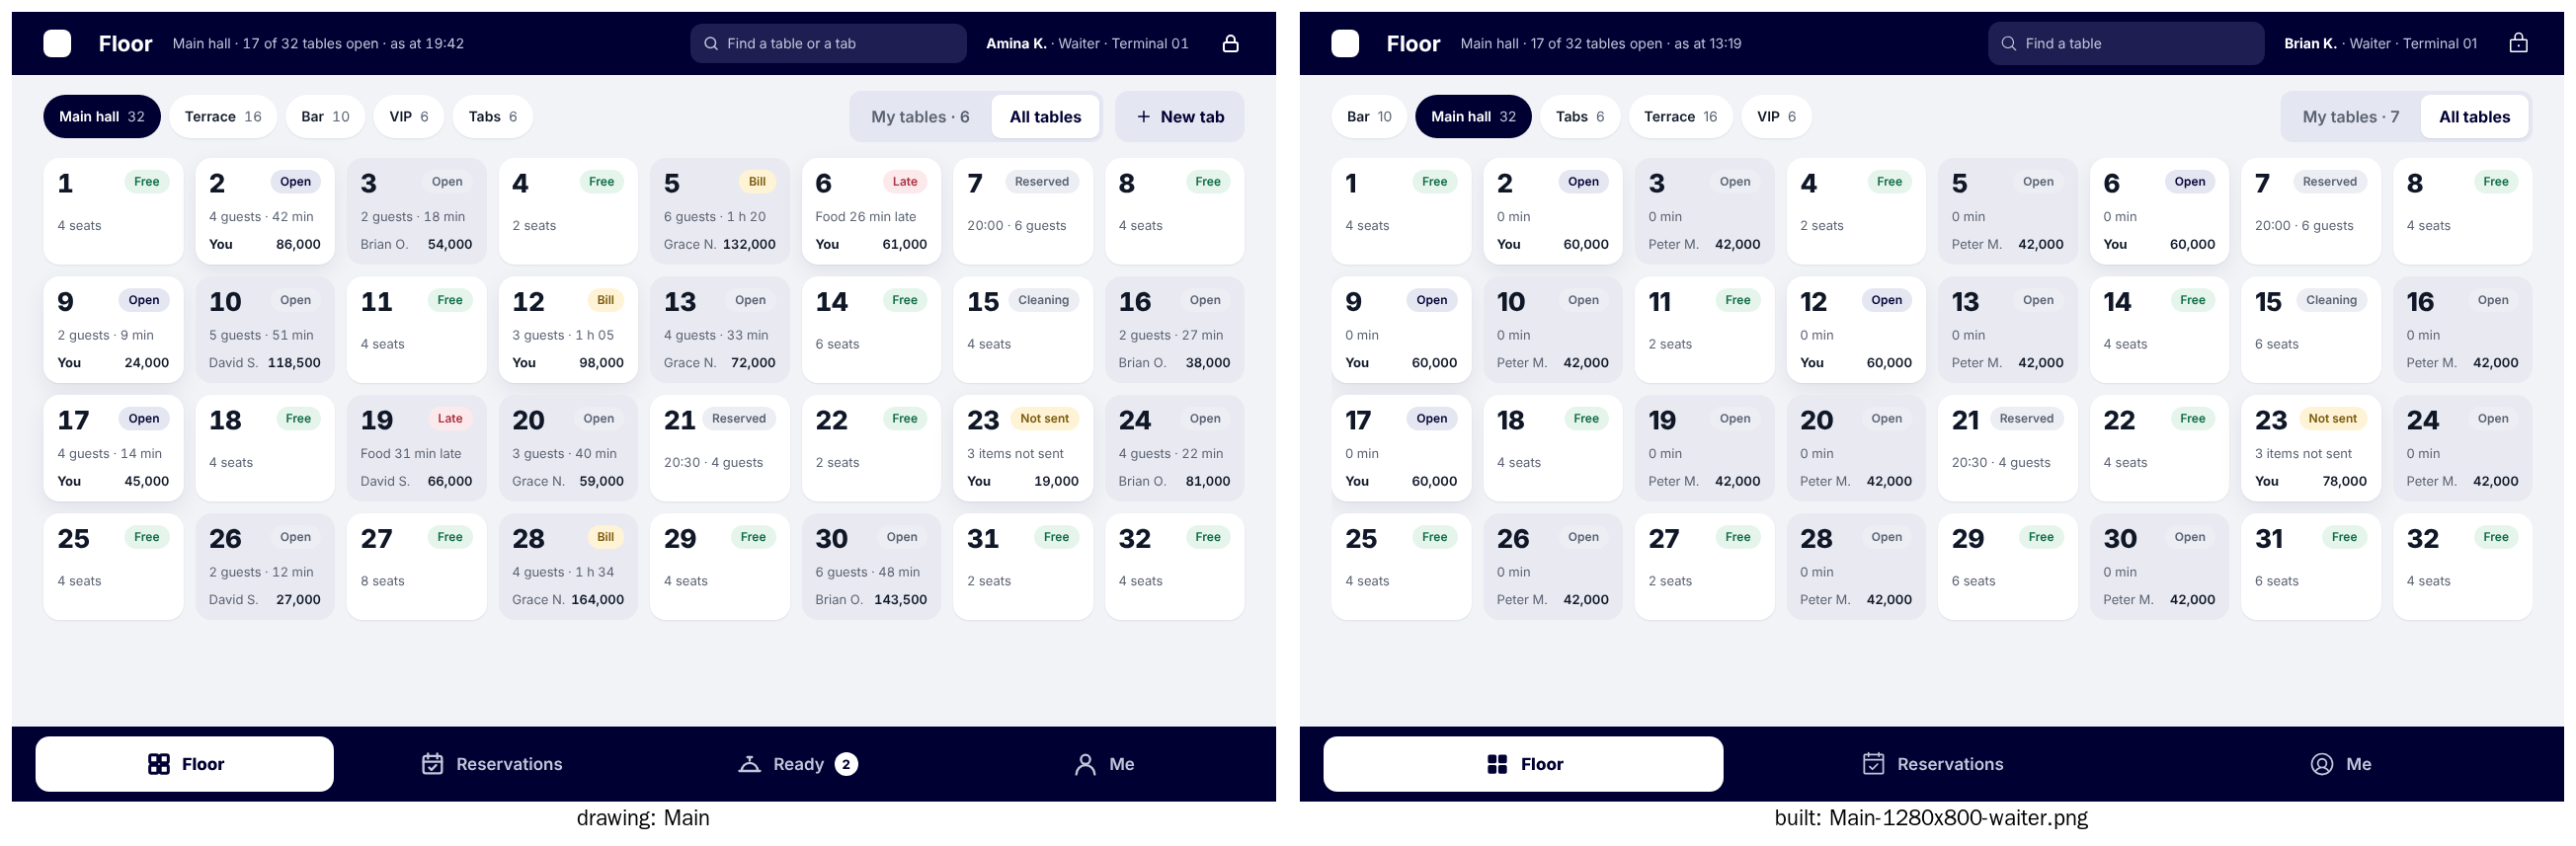 Floor
Main hall · 17 of 32 tables open · as at 19:42
Find a table or a tab
Amina K. · Waiter · Terminal 01
Main hall 32
Terrace 16
Bar 10
VIP 6
Tabs 6
My tables · 6
All tables
+ New tab
1 Free
4 seats
2 Open
4 guests · 42 min
You 86,000
3 Open
2 guests · 18 min
Brian O. 54,000
4 Free
2 seats
5 Bill
6 guests · 1 h 20
Grace N. 132,000
6 Late
Food 26 min late
You 61,000
7 Reserved
20:00 · 6 guests
8 Free
4 seats
9 Open
2 guests · 9 min
You 24,000
10 Open
5 guests · 51 min
David S. 118,500
11 Free
4 seats
12 Bill
3 guests · 1 h 05
You 98,000
13 Open
4 guests · 33 min
Grace N. 72,000
14 Free
6 seats
15 Cleaning
4 seats
16 Open
2 guests · 27 min
Brian O. 38,000
17 Open
4 guests · 14 min
You 45,000
18 Free
4 seats
19 Late
Food 31 min late
David S. 66,000
20 Open
3 guests · 40 min
Grace N. 59,000
21 Reserved
20:30 · 4 guests
22 Free
2 seats
23 Not sent
3 items not sent
You 19,000
24 Open
4 guests · 22 min
Brian O. 81,000
25 Free
4 seats
26 Open
2 guests · 12 min
David S. 27,000
27 Free
8 seats
28 Bill
4 guests · 1 h 34
Grace N. 164,000
29 Free
4 seats
30 Open
6 guests · 48 min
Brian O. 143,500
31 Free
2 seats
32 Free
4 seats
Floor
Reservations
Ready 2
Me
drawing: Main
Floor
Main hall · 17 of 32 tables open · as at 13:19
Find a table
Brian K. · Waiter · Terminal 01
Bar 10
Main hall 32
Tabs 6
Terrace 16
VIP 6
My tables · 7
All tables
1 Free
4 seats
2 Open
0 min
You 60,000
3 Open
0 min
Peter M. 42,000
4 Free
2 seats
5 Open
0 min
Peter M. 42,000
6 Open
0 min
You 60,000
7 Reserved
20:00 · 6 guests
8 Free
4 seats
9 Open
0 min
You 60,000
10 Open
0 min
Peter M. 42,000
11 Free
2 seats
12 Open
0 min
You 60,000
13 Open
0 min
Peter M. 42,000
14 Free
4 seats
15 Cleaning
6 seats
16 Open
0 min
Peter M. 42,000
17 Open
0 min
You 60,000
18 Free
4 seats
19 Open
0 min
Peter M. 42,000
20 Open
0 min
Peter M. 42,000
21 Reserved
20:30 · 4 guests
22 Free
4 seats
23 Not sent
3 items not sent
You 78,000
24 Open
0 min
Peter M. 42,000
25 Free
4 seats
26 Open
0 min
Peter M. 42,000
27 Free
2 seats
28 Open
0 min
Peter M. 42,000
29 Free
6 seats
30 Open
0 min
Peter M. 42,000
31 Free
6 seats
32 Free
4 seats
Floor
Reservations
Me
built: Main-1280x800-waiter.png